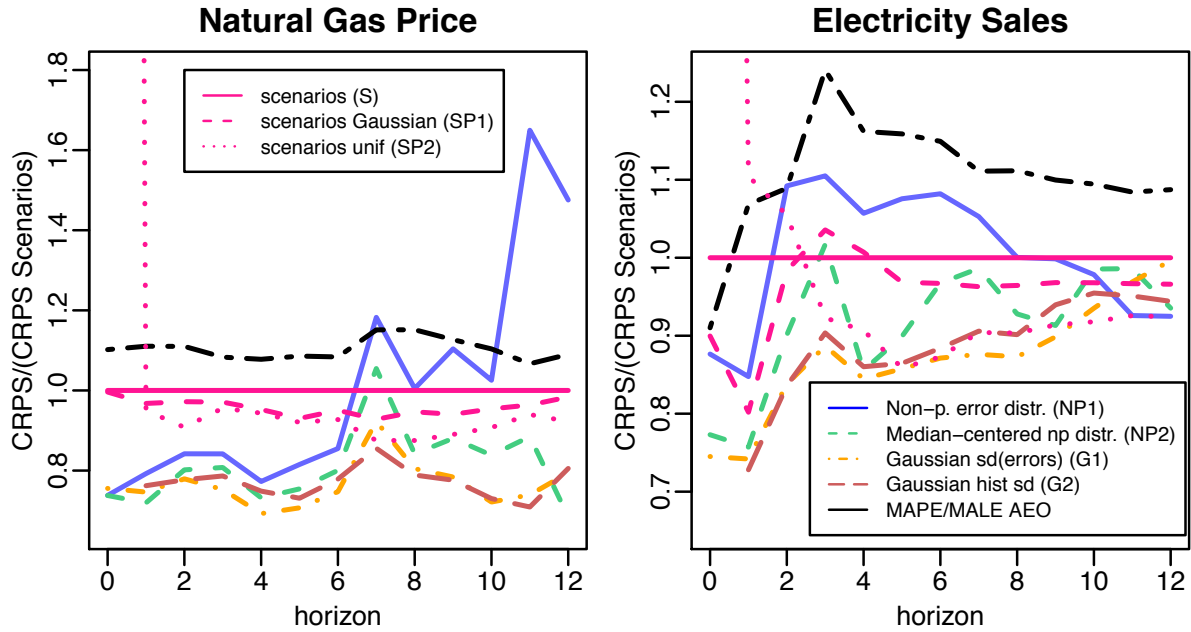 Natural Gas Price
CRPS/(CRPS Scenarios)
1.8
1.6
1.4
1.2
1.0
0.8
scenarios (S)
scenarios Gaussian (SP1)
scenarios unif (SP2)
0 2 4 6 8 10 12
horizon
Electricity Sales
CRPS/(CRPS Scenarios)
1.2
1.1
1.0
0.9
0.8
0.7
Non−p. error distr. (NP1)
Median−centered np distr. (NP2)
Gaussian sd(errors) (G1)
Gaussian hist sd (G2)
MAPE/MALE AEO
0 2 4 6 8 10 12
horizon